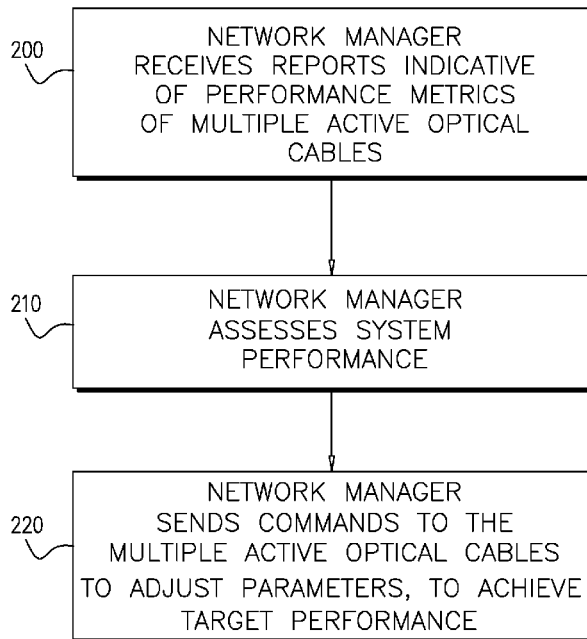 200
NETWORK MANAGER
RECEIVES REPORTS INDICATIVE
OF PERFORMANCE METRICS
OF MULTIPLE ACTIVE OPTICAL
CABLES
210
NETWORK MANAGER
ASSESSES SYSTEM
PERFORMANCE
220
NETWORK MANAGER
SENDS COMMANDS TO THE
MULTIPLE ACTIVE OPTICAL CABLES
TO ADJUST PARAMETERS, TO ACHIEVE
TARGET PERFORMANCE